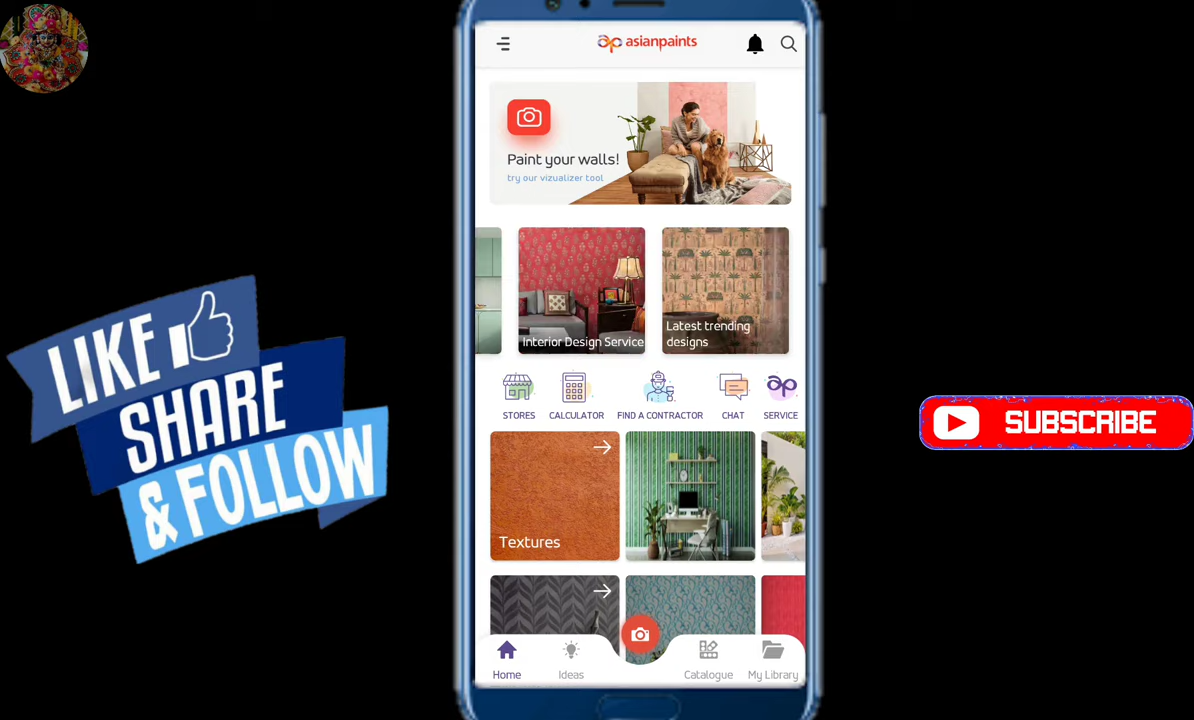 asianpaints
Paint your walls!
try our vizualizer tool
Interior Design Service
Latest trending
designs
STORES
CALCULATOR
FIND A CONTRACTOR
CHAT
SERVICE
Textures
Home
Ideas
Catalogue
My Library
LIKE
SHARE
& FOLLOW
SUBSCRIBE